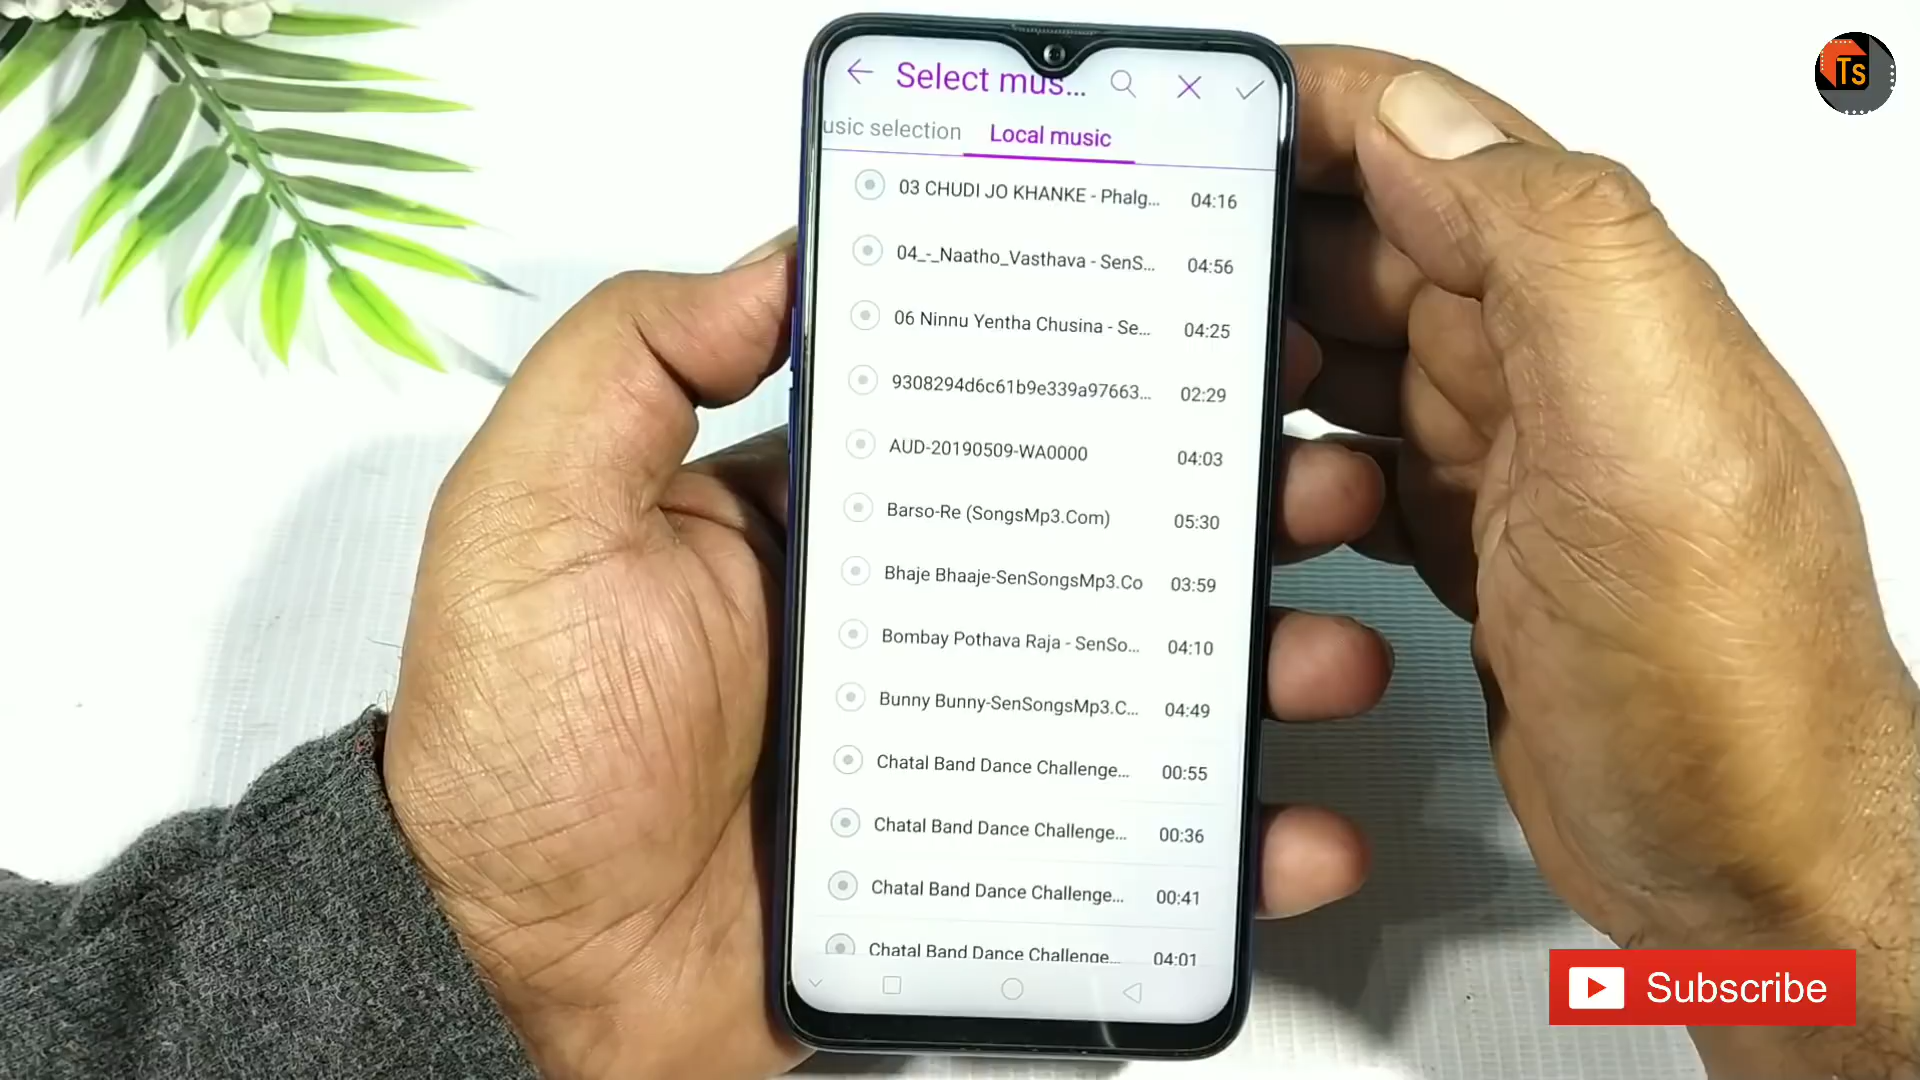 Select mus...
usic selection Local music
03 CHUDI JO KHANKE - Phalg... 04:16
04_-_Naatho_Vasthava - SenS... 04:56
06 Ninnu Yentha Chusina - Se... 04:25
9308294d6c61b9e339a97663... 02:29
AUD-20190509-WA0000 04:03
Barso-Re (SongsMp3.Com) 05:30
Bhaje Bhaaje-SenSongsMp3.Co 03:59
Bombay Pothava Raja - SenSo... 04:10
Bunny Bunny-SenSongsMp3.C... 04:49
Chatal Band Dance Challenge... 00:55
Chatal Band Dance Challenge... 00:36
Chatal Band Dance Challenge... 00:41
Chatal Band Dance Challenge... 04:01
Ts
Subscribe